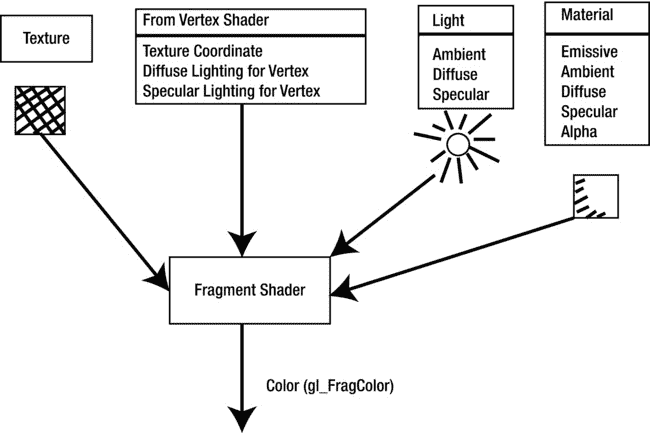 Texture
From Vertex Shader
Texture Coordinate
Diffuse Lighting for Vertex
Specular Lighting for Vertex
Light
Ambient
Diffuse
Specular
Material
Emissive
Ambient
Diffuse
Specular
Alpha
Fragment Shader
Color (gl_FragColor)